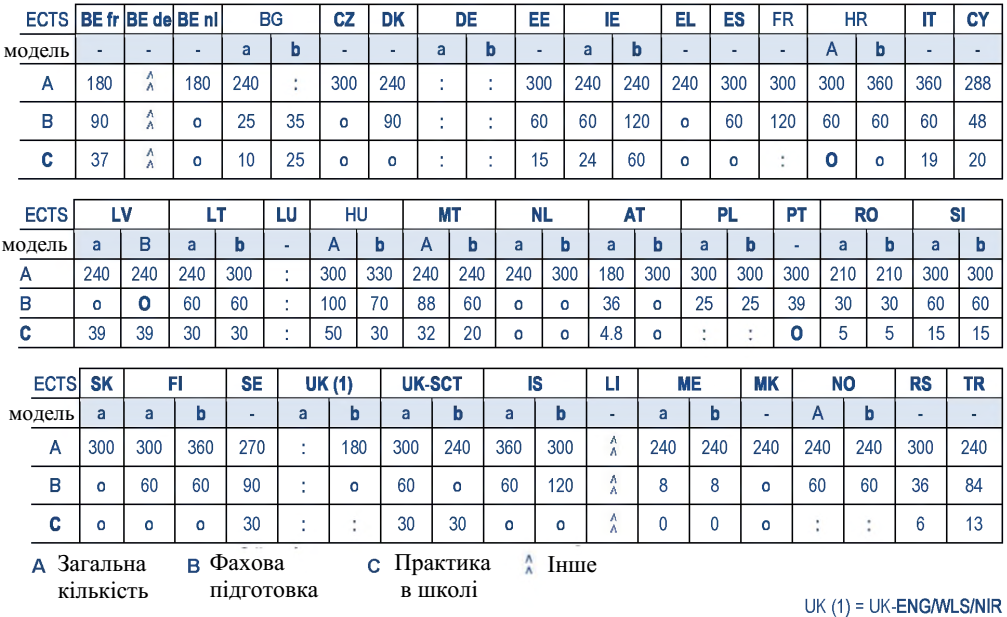 ECTS BE fr BE de BE nl BG CZ DK DE EE IE EL ES FR HR IT CY
модель - - - a b - - a b - a b - - - A b - -
A 180 ^^ 180 240 : 300 240 : : 300 240 240 240 300 300 300 360 360 288
B 90 ^^ o 25 35 o 90 : : 60 60 120 o 60 120 60 60 60 48
C 37 ^^ o 10 25 o o : : 15 24 60 o o : O o 19 20
ECTS LV LT LU HU MT NL AT PL PT RO SI
модель a B a b - A b A b a b a b a b - a b a b
A 240 240 240 300 : 300 330 240 240 240 300 180 300 300 300 300 210 210 300 300
B o O 60 60 : 100 70 88 60 o o 36 o 25 25 39 30 30 60 60
C 39 39 30 30 : 50 30 32 20 o o 4.8 o : : O 5 5 15 15
ECTS SK FI SE UK (1) UK-SCT IS LI ME MK NO RS TR
модель a a b - a b a b a b - a b - A b - -
A 300 300 360 270 : 180 300 240 360 300 ^^ 240 240 240 240 240 300 240
B o 60 60 90 : o 60 o 60 120 ^^ 8 8 o 60 60 36 84
C o o o 30 : : 30 30 o o ^^ 0 0 o : : 6 13
A Загальна кількість
B Фахова підготовка
C Практика в школі
^^ Інше
UK (1) = UK-ENG/WLS/NIR